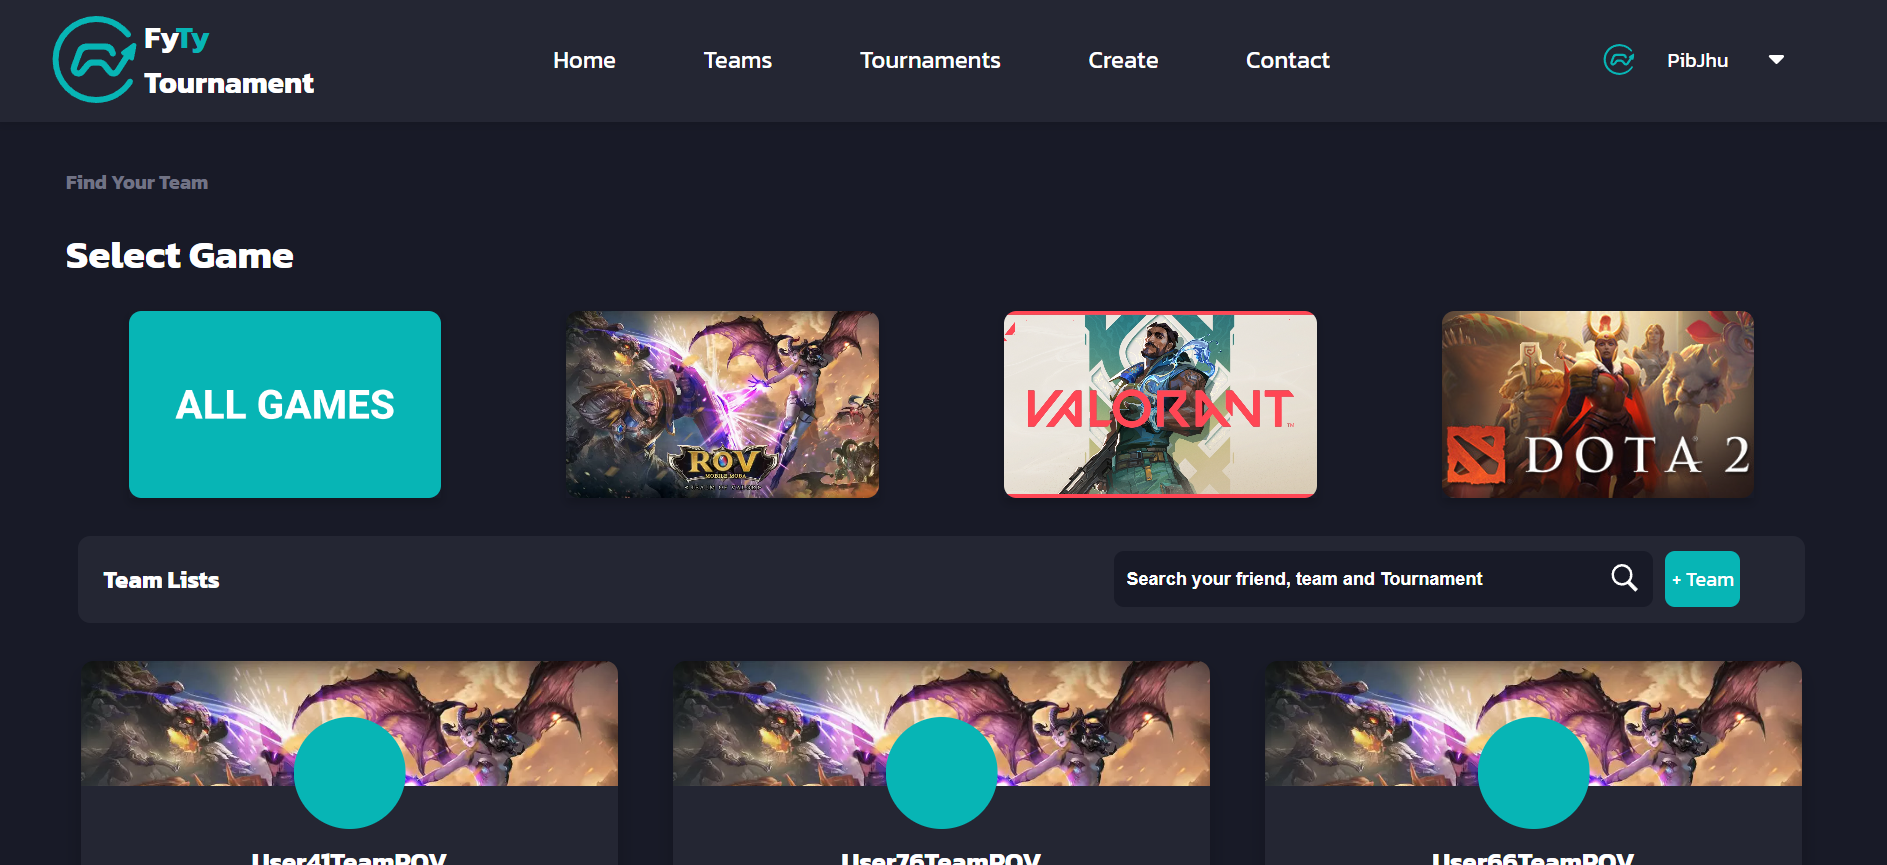 FyTy
Tournament
Home
Teams
Tournaments
Create
Contact
PibJhu
Find Your Team
Select Game
ALL GAMES
ROV
MOBILE MOBA
VALORANT
DOTA 2
Team Lists
Search your friend, team and Tournament
+ Team
User41TeamROV
User76TeamROV
User66TeamROV